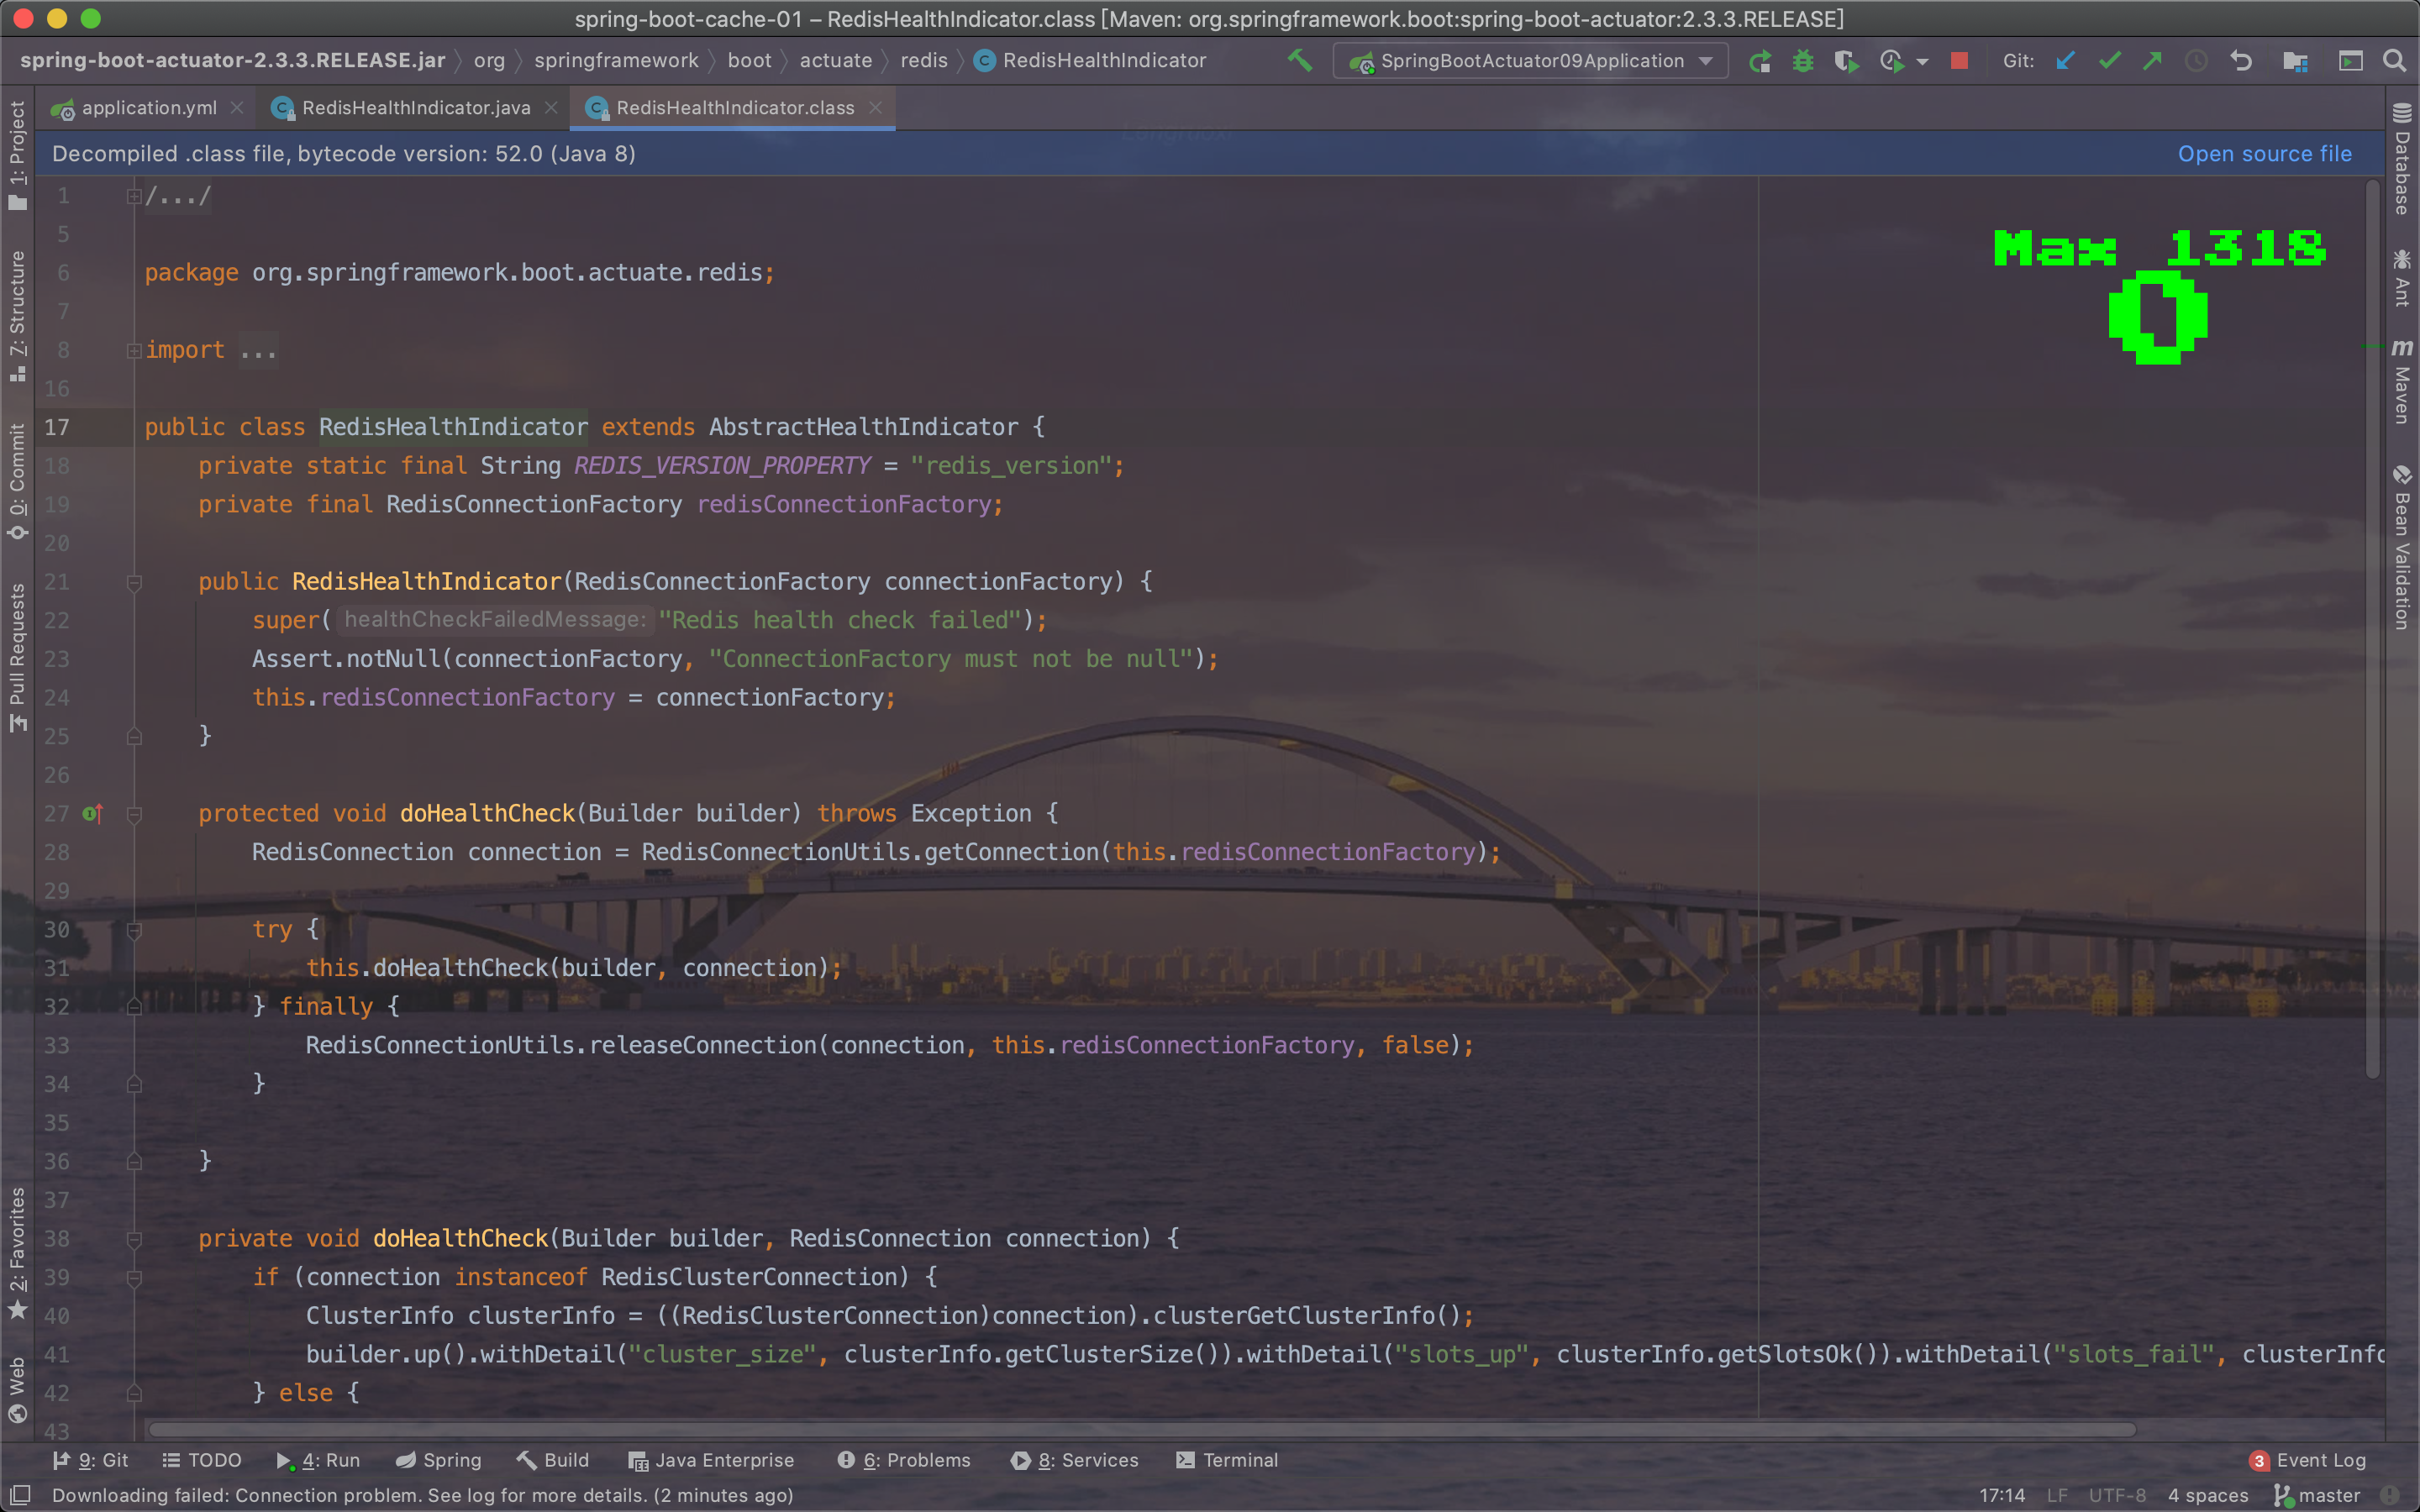 spring-boot-cache-01 – RedisHealthIndicator.class [Maven: org.springframework.boot:spring-boot-actuator:2.3.3.RELEASE]
spring-boot-actuator-2.3.3.RELEASE.jar org springframework boot actuate redis RedisHealthIndicator SpringBootActuator09Application Git:
application.yml RedisHealthIndicator.java RedisHealthIndicator.class
Decompiled .class file, bytecode version: 52.0 (Java 8) Open source file
1: Project
7: Structure
0: Commit
Pull Requests
2: Favorites
Web
Database
Ant
Maven
Bean Validation
Max 1318
0
1 /.../
5
6 package org.springframework.boot.actuate.redis;
7
8 import ...
16
17 public class RedisHealthIndicator extends AbstractHealthIndicator {
18 private static final String REDIS_VERSION_PROPERTY = "redis_version";
19 private final RedisConnectionFactory redisConnectionFactory;
20
21 public RedisHealthIndicator(RedisConnectionFactory connectionFactory) {
22 super( healthCheckFailedMessage: "Redis health check failed");
23 Assert.notNull(connectionFactory, "ConnectionFactory must not be null");
24 this.redisConnectionFactory = connectionFactory;
25 }
26
27 protected void doHealthCheck(Builder builder) throws Exception {
28 RedisConnection connection = RedisConnectionUtils.getConnection(this.redisConnectionFactory);
29
30 try {
31 this.doHealthCheck(builder, connection);
32 } finally {
33 RedisConnectionUtils.releaseConnection(connection, this.redisConnectionFactory, false);
34 }
35
36 }
37
38 private void doHealthCheck(Builder builder, RedisConnection connection) {
39 if (connection instanceof RedisClusterConnection) {
40 ClusterInfo clusterInfo = ((RedisClusterConnection)connection).clusterGetClusterInfo();
41 builder.up().withDetail("cluster_size", clusterInfo.getClusterSize()).withDetail("slots_up", clusterInfo.getSlotsOk()).withDetail("slots_fail", clusterInfo
42 } else {
43
9: Git TODO 4: Run Spring Build Java Enterprise 6: Problems 8: Services Terminal 3 Event Log
Downloading failed: Connection problem. See log for more details. (2 minutes ago) 17:14 LF UTF-8 4 spaces master